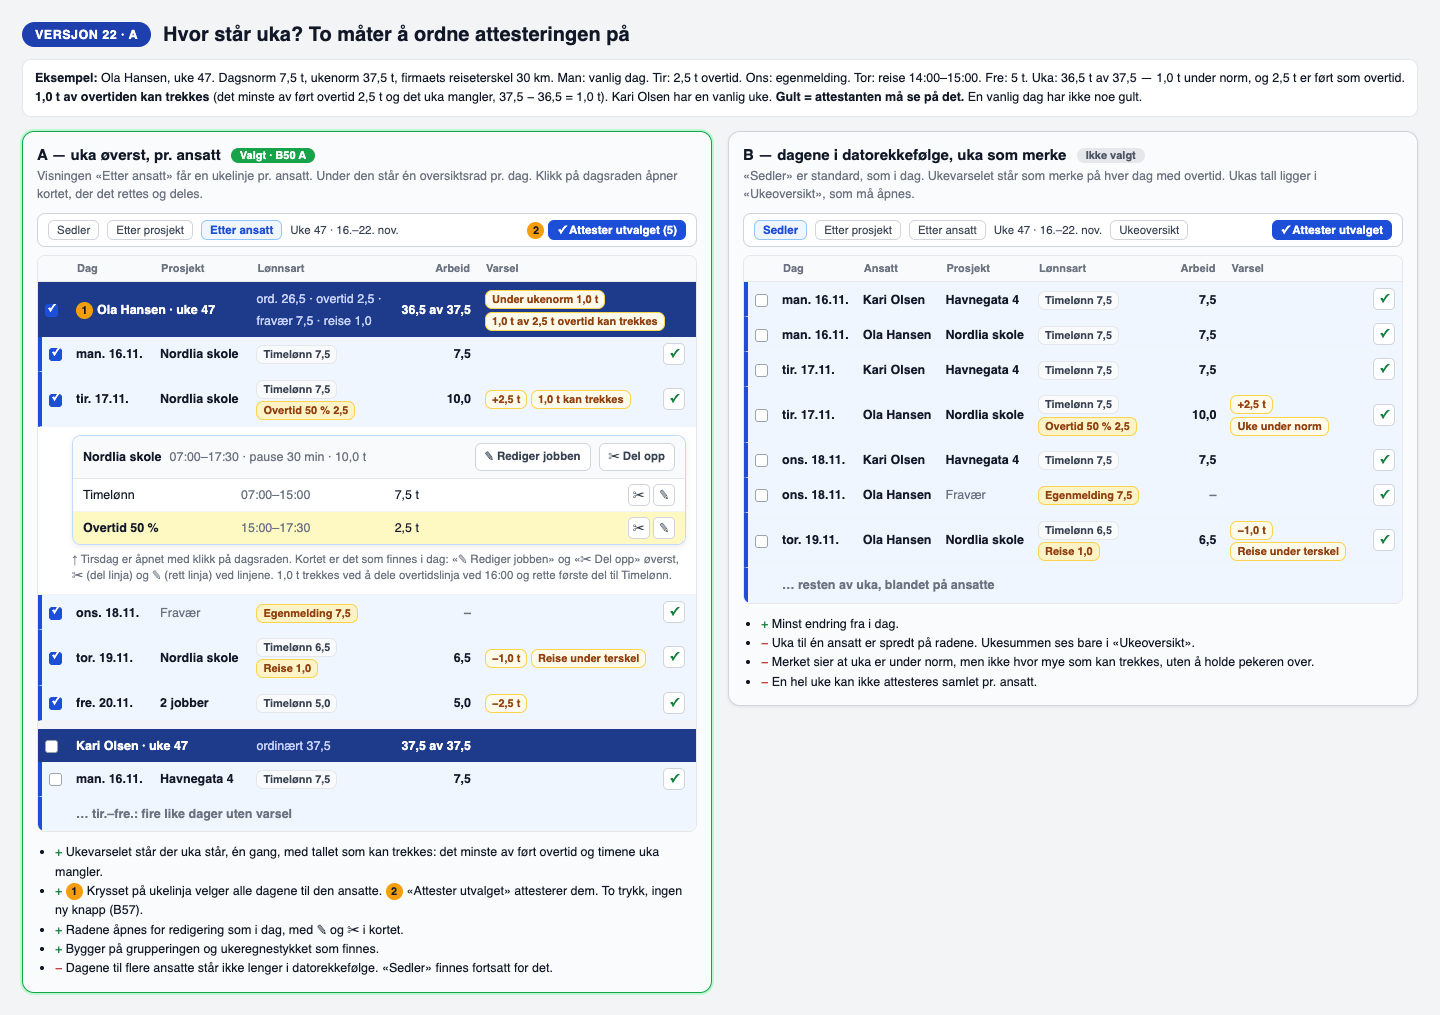 VERSJON 22 · A
Hvor står uka? To måter å ordne attesteringen på
Eksempel: Ola Hansen, uke 47. Dagsnorm 7,5 t, ukenorm 37,5 t, firmaets reiseterskel 30 km. Man: vanlig dag. Tir: 2,5 t overtid. Ons: egenmelding. Tor: reise 14:00–15:00. Fre: 5 t. Uka: 36,5 t av 37,5 — 1,0 t under norm, og 2,5 t er ført som overtid.
1,0 t av overtiden kan trekkes (det minste av ført overtid 2,5 t og det uka mangler, 37,5 − 36,5 = 1,0 t). Kari Olsen har en vanlig uke. Gult = attestanten må se på det. En vanlig dag har ikke noe gult.
A — uka øverst, pr. ansatt Valgt · B50 A
Visningen «Etter ansatt» får en ukelinje pr. ansatt. Under den står én oversiktsrad pr. dag. Klikk på dagsraden åpner
kortet, der det rettes og deles.
Sedler Etter prosjekt Etter ansatt Uke 47 · 16.–22. nov. 2 ✓Attester utvalget (5)
Dag Prosjekt Lønnsart Arbeid Varsel
1 Ola Hansen · uke 47 ord. 26,5 · overtid 2,5 · 36,5 av 37,5 Under ukenorm 1,0 t
fravær 7,5 · reise 1,0 1,0 t av 2,5 t overtid kan trekkes
man. 16.11. Nordlia skole Timelønn 7,5 7,5 ✓
tir. 17.11. Nordlia skole Timelønn 7,5 10,0 +2,5 t 1,0 t kan trekkes ✓
Overtid 50 % 2,5
Nordlia skole 07:00–17:30 · pause 30 min · 10,0 t ✎ Rediger jobben ✂ Del opp
Timelønn 07:00–15:00 7,5 t ✂ ✎
Overtid 50 % 15:00–17:30 2,5 t ✂ ✎
↑ Tirsdag er åpnet med klikk på dagsraden. Kortet er det som finnes i dag: «✎ Rediger jobben» og «✂ Del opp» øverst,
✂ (del linja) og ✎ (rett linja) ved linjene. 1,0 t trekkes ved å dele overtidslinja ved 16:00 og rette første del til Timelønn.
ons. 18.11. Fravær Egenmelding 7,5 – ✓
tor. 19.11. Nordlia skole Timelønn 6,5 6,5 −1,0 t Reise under terskel ✓
Reise 1,0
fre. 20.11. 2 jobber Timelønn 5,0 5,0 −2,5 t ✓
Kari Olsen · uke 47 ordinært 37,5 37,5 av 37,5
man. 16.11. Havnegata 4 Timelønn 7,5 7,5 ✓
… tir.–fre.: fire like dager uten varsel
• + Ukevarselet står der uka står, én gang, med tallet som kan trekkes: det minste av ført overtid og timene uka
mangler.
• + 1 Krysset på ukelinja velger alle dagene til den ansatte. 2 «Attester utvalget» attesterer dem. To trykk, ingen
ny knapp (B57).
• + Radene åpnes for redigering som i dag, med ✎ og ✂ i kortet.
• + Bygger på grupperingen og ukeregnestykket som finnes.
• − Dagene til flere ansatte står ikke lenger i datorekkefølge. «Sedler» finnes fortsatt for det.
B — dagene i datorekkefølge, uka som merke Ikke valgt
«Sedler» er standard, som i dag. Ukevarselet står som merke på hver dag med overtid. Ukas tall ligger i
«Ukeoversikt», som må åpnes.
Sedler Etter prosjekt Etter ansatt Uke 47 · 16.–22. nov. Ukeoversikt ✓Attester utvalget
Dag Ansatt Prosjekt Lønnsart Arbeid Varsel
man. 16.11. Kari Olsen Havnegata 4 Timelønn 7,5 7,5 ✓
man. 16.11. Ola Hansen Nordlia skole Timelønn 7,5 7,5 ✓
tir. 17.11. Kari Olsen Havnegata 4 Timelønn 7,5 7,5 ✓
tir. 17.11. Ola Hansen Nordlia skole Timelønn 7,5 10,0 +2,5 t ✓
Overtid 50 % 2,5 Uke under norm
ons. 18.11. Kari Olsen Havnegata 4 Timelønn 7,5 7,5 ✓
ons. 18.11. Ola Hansen Fravær Egenmelding 7,5 – ✓
tor. 19.11. Ola Hansen Nordlia skole Timelønn 6,5 6,5 −1,0 t ✓
Reise 1,0 Reise under terskel
… resten av uka, blandet på ansatte
• + Minst endring fra i dag.
• − Uka til én ansatt er spredt på radene. Ukesummen ses bare i «Ukeoversikt».
• − Merket sier at uka er under norm, men ikke hvor mye som kan trekkes, uten å holde pekeren over.
• − En hel uke kan ikke attesteres samlet pr. ansatt.